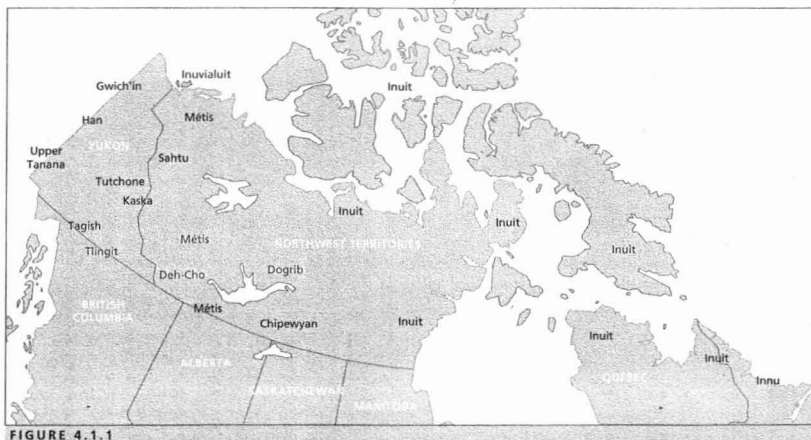 Gwich'in
Inuvialuit
Inuit
Han
Métis
YUKON
Upper
Tanana
Sahtu
Tutchone
Kaska
Inuit
Inuit
Tagish
Tlingit
Métis
NORTHWEST TERRITORIES
Inuit
Deh-Cho
Dogrib
BRITISH
COLUMBIA
Métis
Chipewyan
Inuit
Inuit
ALBERTA
Inuit
SASKATCHEWAN
MANITOBA
QUEBEC
Innu
FIGURE 4.1.1